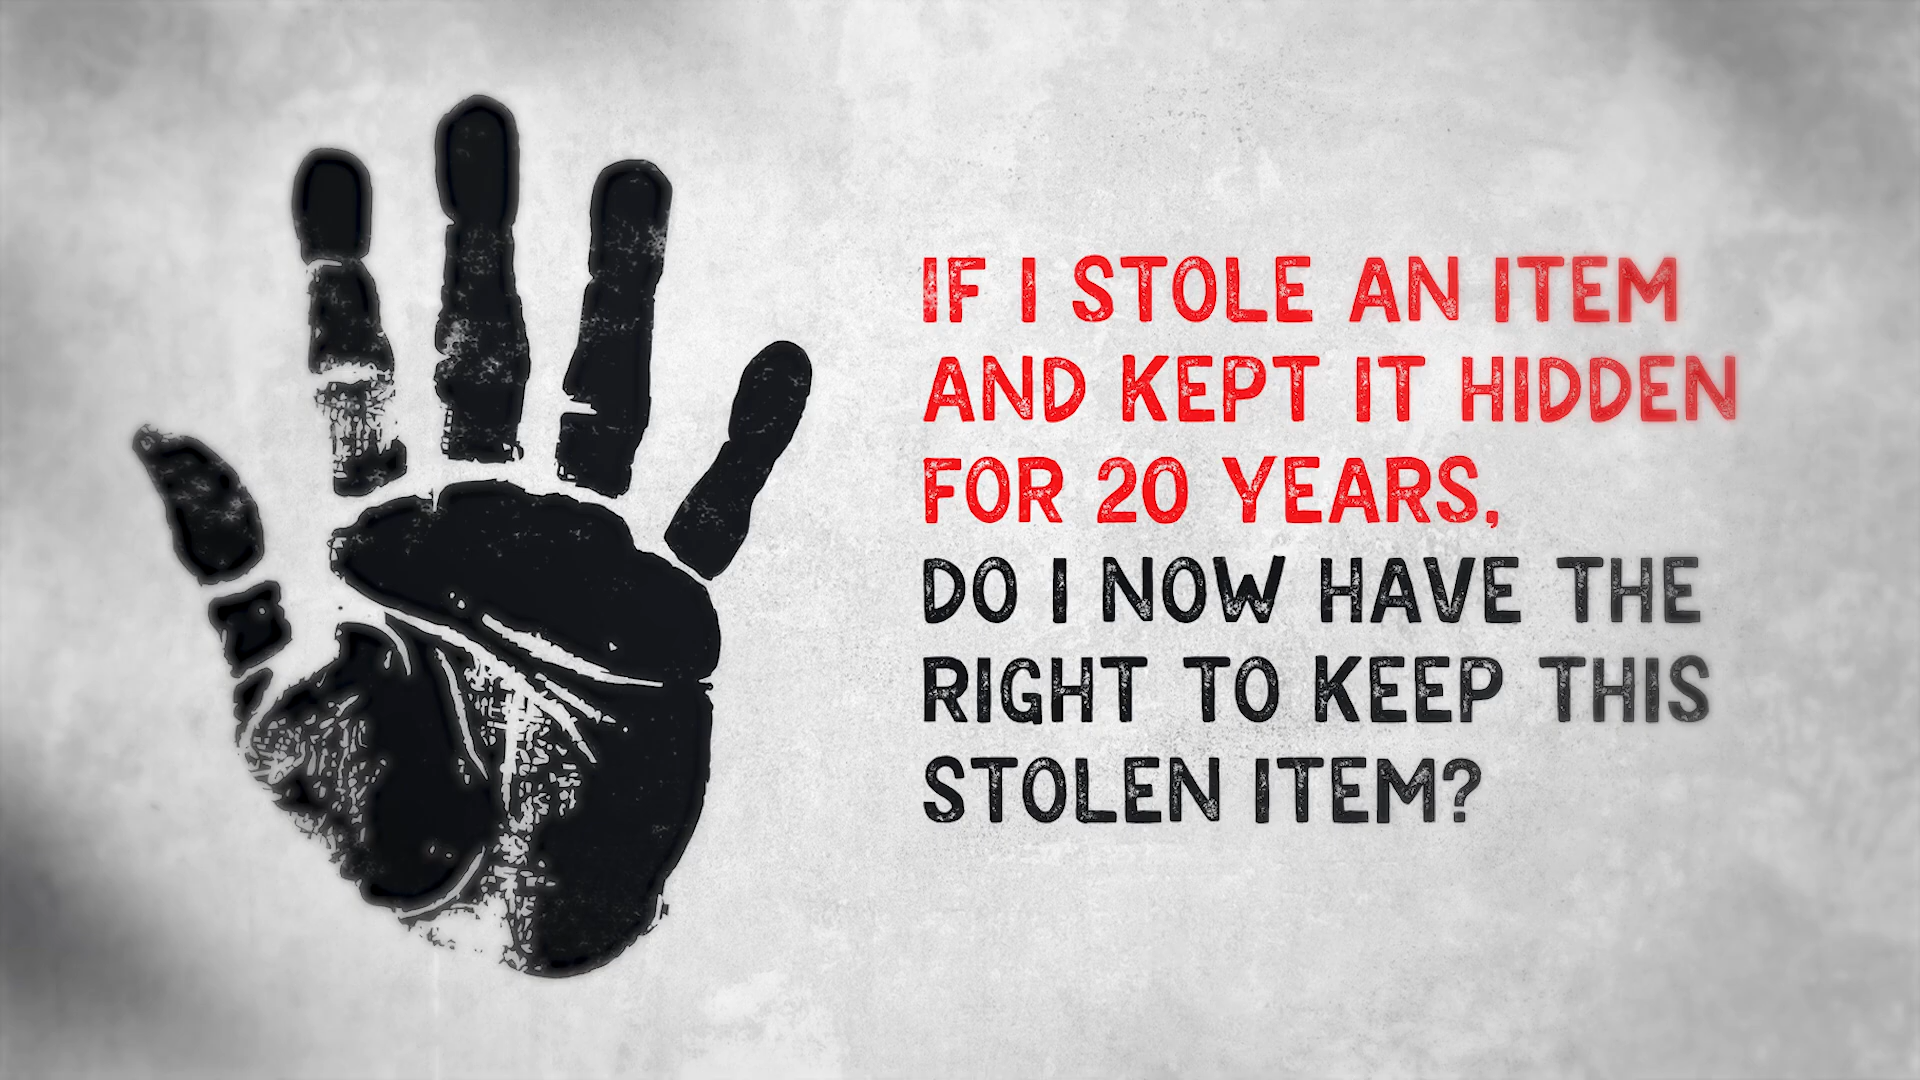 IF I STOLE AN ITEM
AND KEPT IT HIDDEN
FOR 20 YEARS,
DO I NOW HAVE THE
RIGHT TO KEEP THIS
STOLEN ITEM?